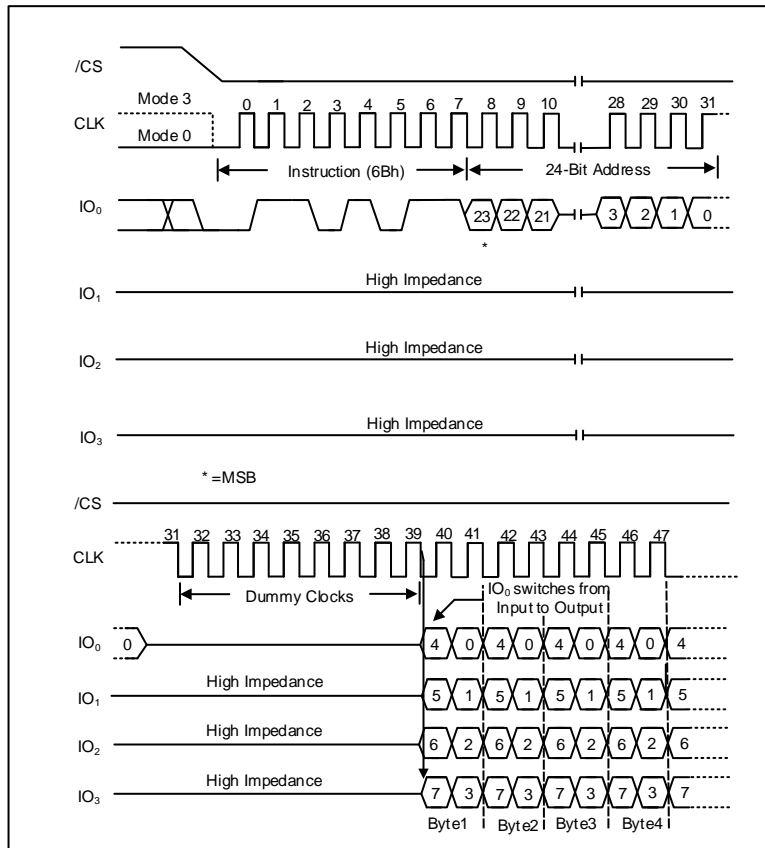 /CS
Mode 3
0 1 2 3 4 5 6 7 8 9 10 28 29 30 31
CLK
Mode 0
Instruction (6Bh)
24-Bit Address
IO0
23 22 21 3 2 1 0
*
High Impedance
IO1
High Impedance
IO2
High Impedance
IO3
* =MSB
/CS
31 32 33 34 35 36 37 38 39 40 41 42 43 44 45 46 47
CLK
Dummy Clocks
IO0 switches from
Input to Output
IO0
0 4 0 4 0 4 0 4 0 4
High Impedance
IO1
5 1 5 1 5 1 5 1 5
High Impedance
IO2
6 2 6 2 6 2 6 2 6
High Impedance
IO3
7 3 7 3 7 3 7 3 7
Byte1 Byte2 Byte3 Byte4